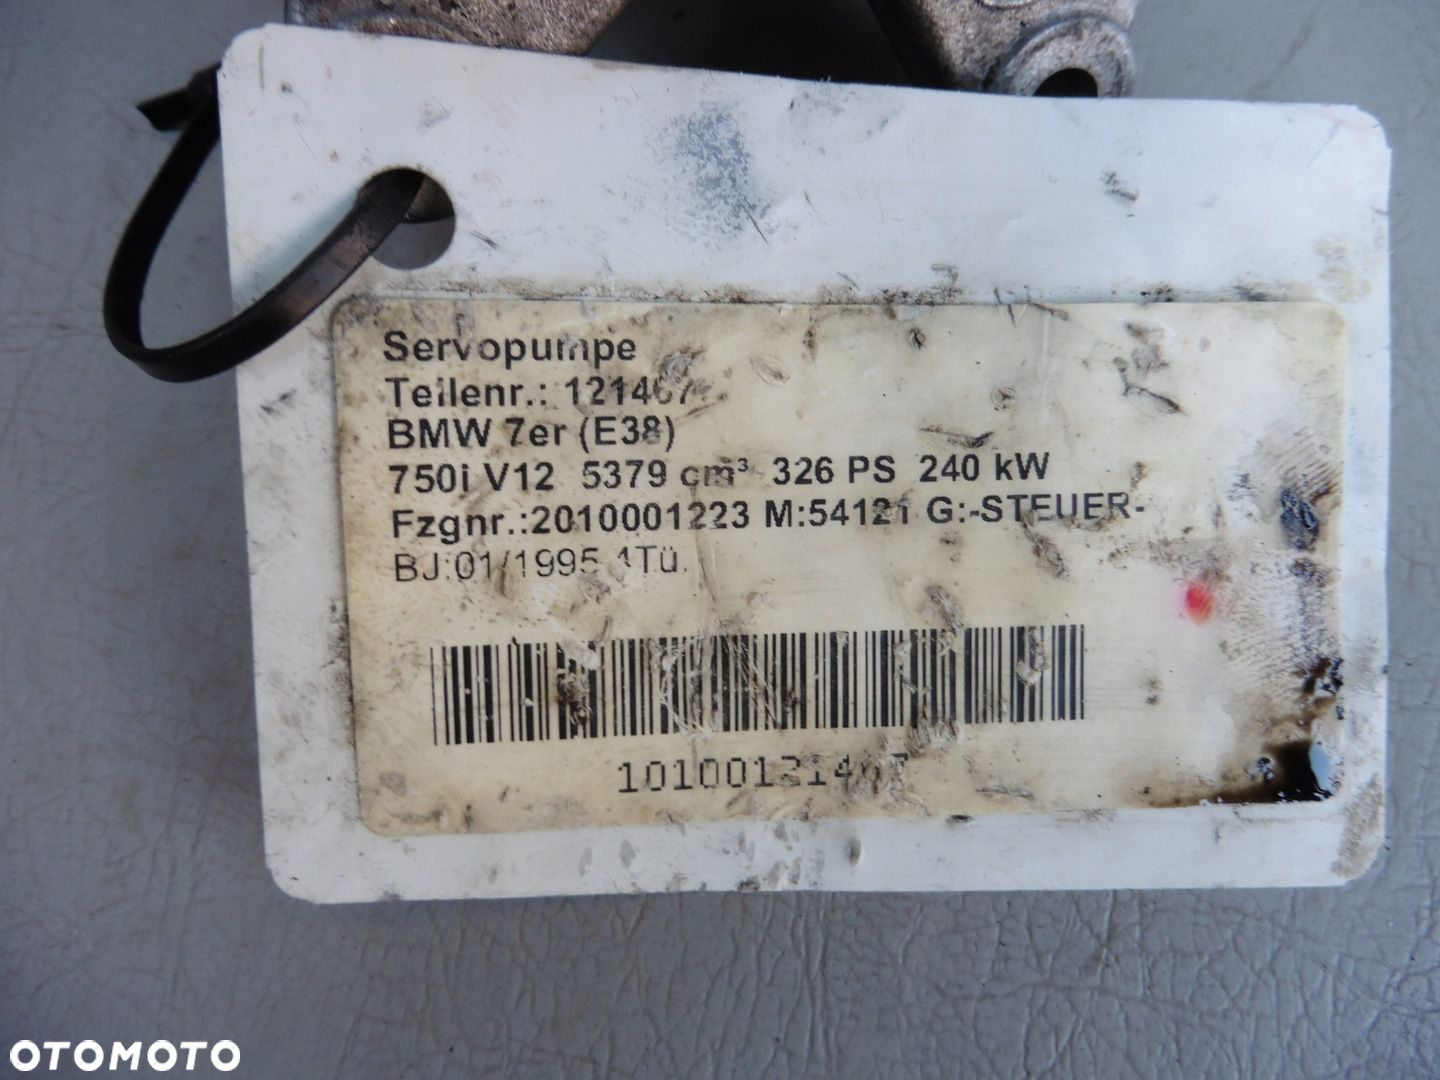 Servopumpe
Teilenr.: 121467
BMW 7er (E38)
750i V12 5379 cm³ 326 PS 240 kW
Fzgnr.:2010001223 M:54121 G:-STEUER-
BJ:01/1995 4Tü.
10100121467
OTOMOTO